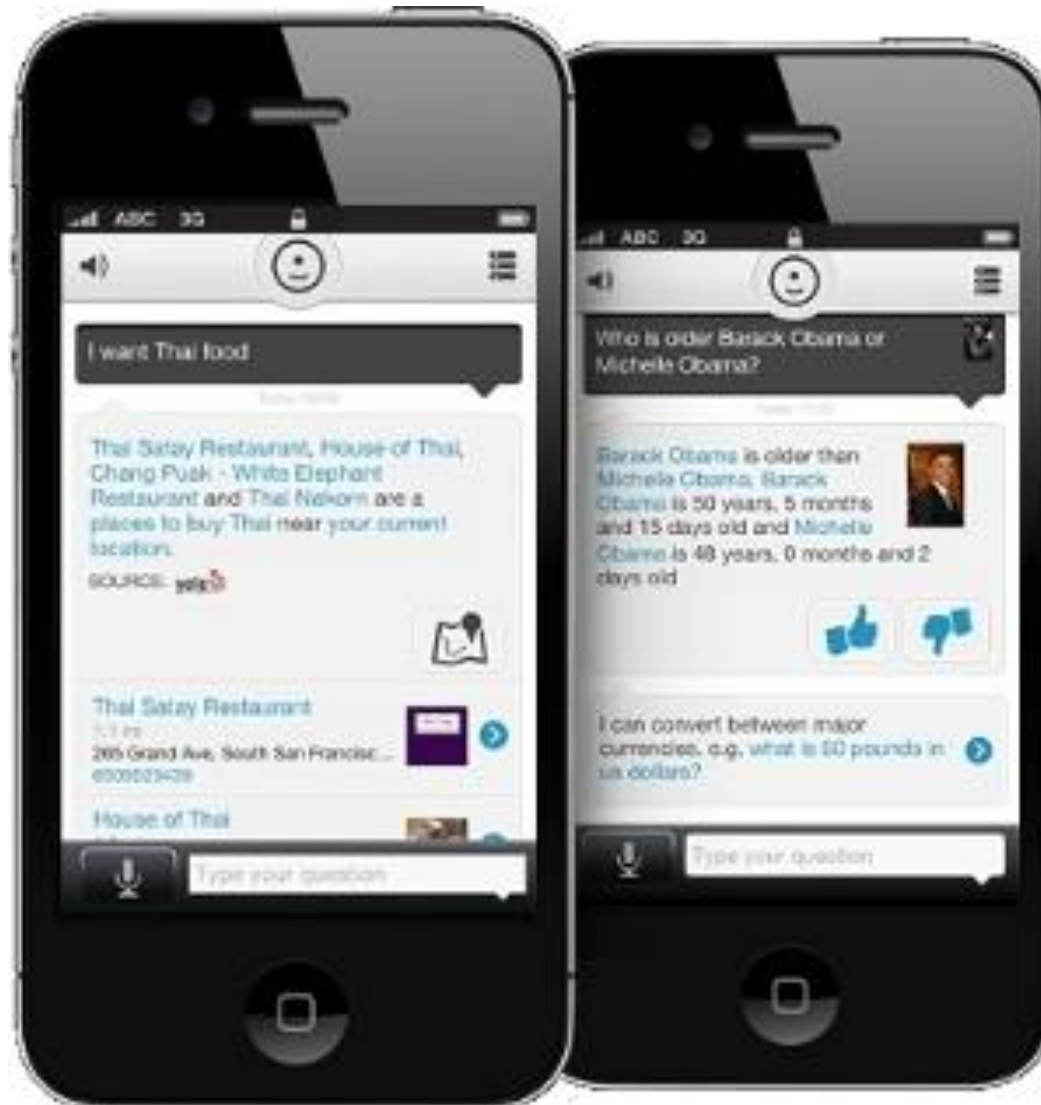 ABC 3G
I want Thai food
Thai Satay Restaurant, House of Thai,
Chang Puak - White Elephant
Restaurant and Thai Nakorn are a
places to buy Thai near your current
location.
SOURCE: yelp
Thai Satay Restaurant
265 Grand Ave, South San Francisc...
House of Thai
Type your question
ABC 3G
Who is older Barack Obama or
Michelle Obama?
Barack Obama is older than
Michelle Obama. Barack
Obama is 50 years, 5 months
and 15 days old and Michelle
Obama is 48 years, 0 months and 2
days old
I can convert between major
currencies, e.g. what is 60 pounds in
us dollars?
Type your question